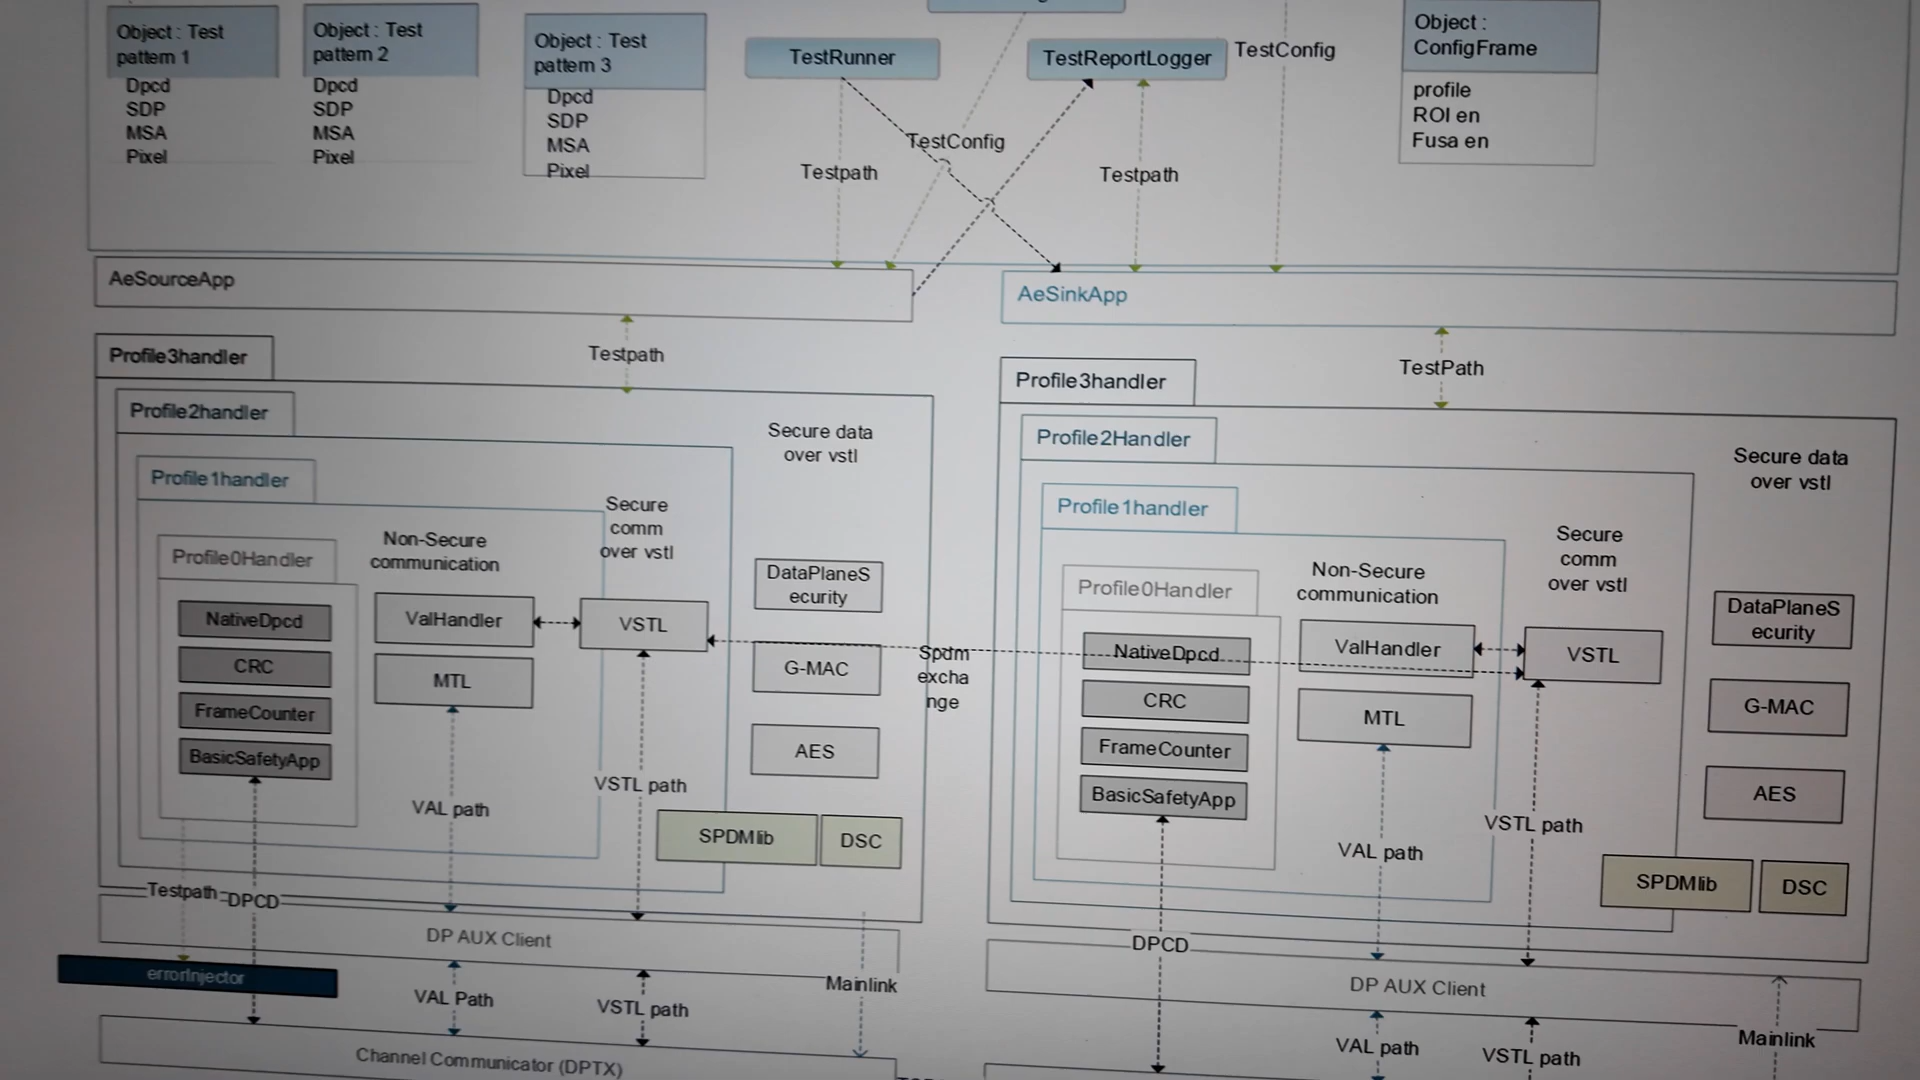 Object : Test
pattern 1
Dpcd
SDP
MSA
Pixel
Object : Test
pattern 2
Dpcd
SDP
MSA
Pixel
Object : Test
pattern 3
Dpcd
SDP
MSA
Pixel
TestRunner
TestReportLogger
TestConfig
Object :
ConfigFrame
profile
ROI en
Fusa en
TestConfig
Testpath
Testpath
AeSourceApp
AeSinkApp
Testpath
TestPath
Profile3handler
Profile2handler
Secure data
over vstl
Profile1handler
Secure
comm
over vstl
Non-Secure
communication
Profile0Handler
NativeDpcd
CRC
FrameCounter
BasicSafetyApp
ValHandler
MTL
VSTL
DataPlaneS
ecurity
G-MAC
AES
VAL path
VSTL path
SPDMlib
DSC
Spdm
excha
nge
Profile3handler
Profile2Handler
Secure data
over vstl
Profile1handler
Secure
comm
over vstl
Non-Secure
communication
Profile0Handler
NativeDpcd
CRC
FrameCounter
BasicSafetyApp
ValHandler
MTL
VSTL
DataPlaneS
ecurity
G-MAC
AES
VAL path
VSTL path
SPDMlib
DSC
Testpath
DPCD
DP AUX Client
errorInjector
VAL Path
VSTL path
Mainlink
Channel Communicator (DPTX)
DPCD
DP AUX Client
VAL path
VSTL path
Mainlink